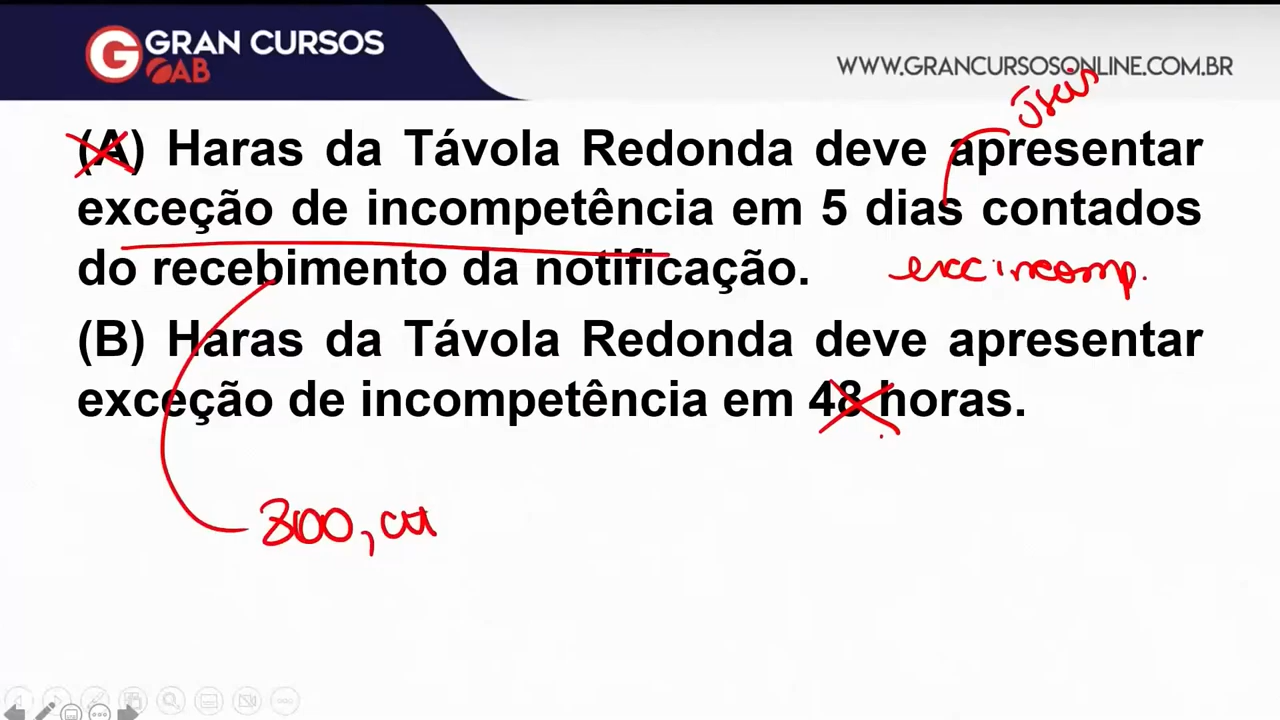 GRAN CURSOS
OAB
WWW.GRANCURSOSONLINE.COM.BR
úteis
(A) Haras da Távola Redonda deve apresentar
exceção de incompetência em 5 dias contados
do recebimento da notificação.
exc incomp.
(B) Haras da Távola Redonda deve apresentar
exceção de incompetência em 48 horas.
800, CLT